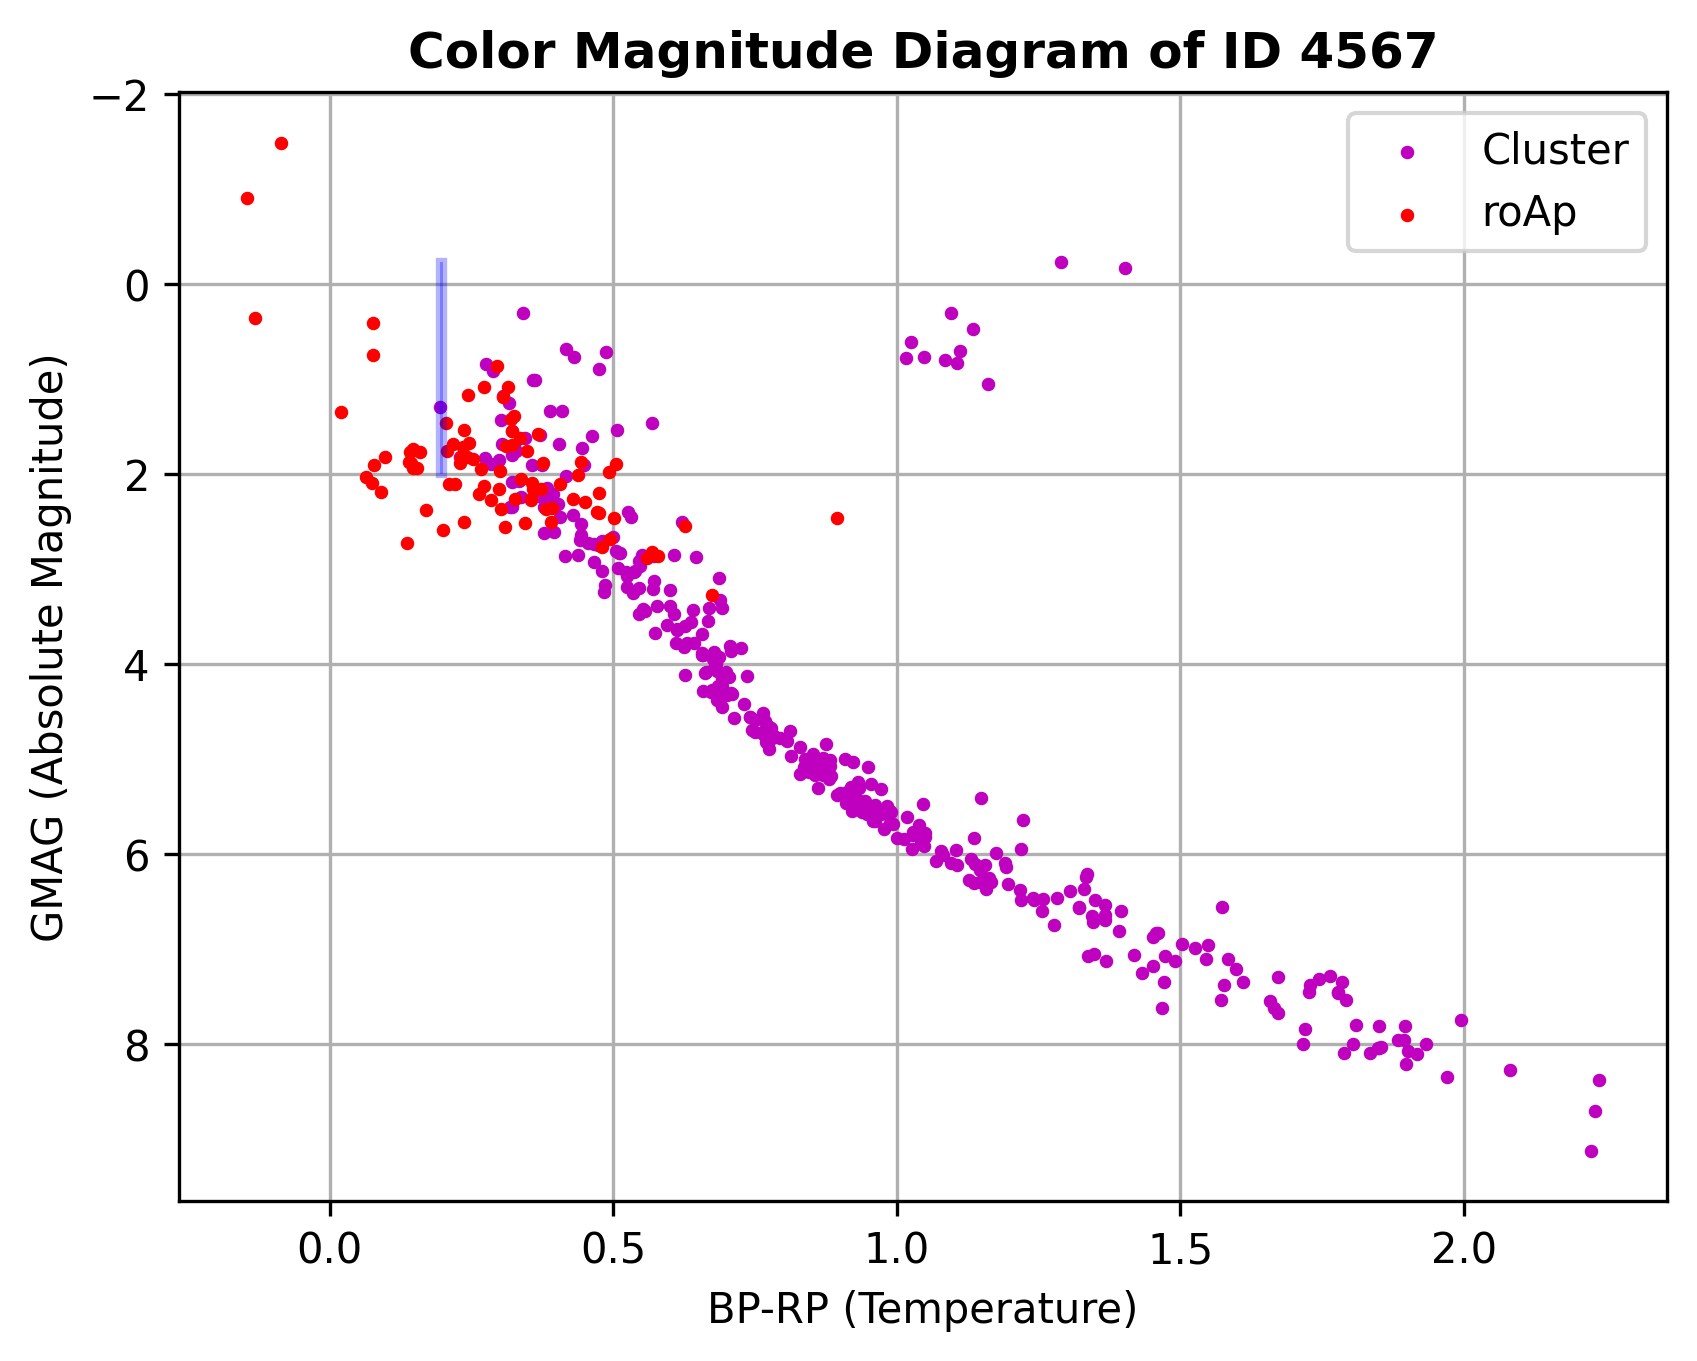 Color Magnitude Diagram of ID 4567
Cluster
roAp
−2
0
2
4
6
8
GMAG (Absolute Magnitude)
0.0 0.5 1.0 1.5 2.0
BP-RP (Temperature)